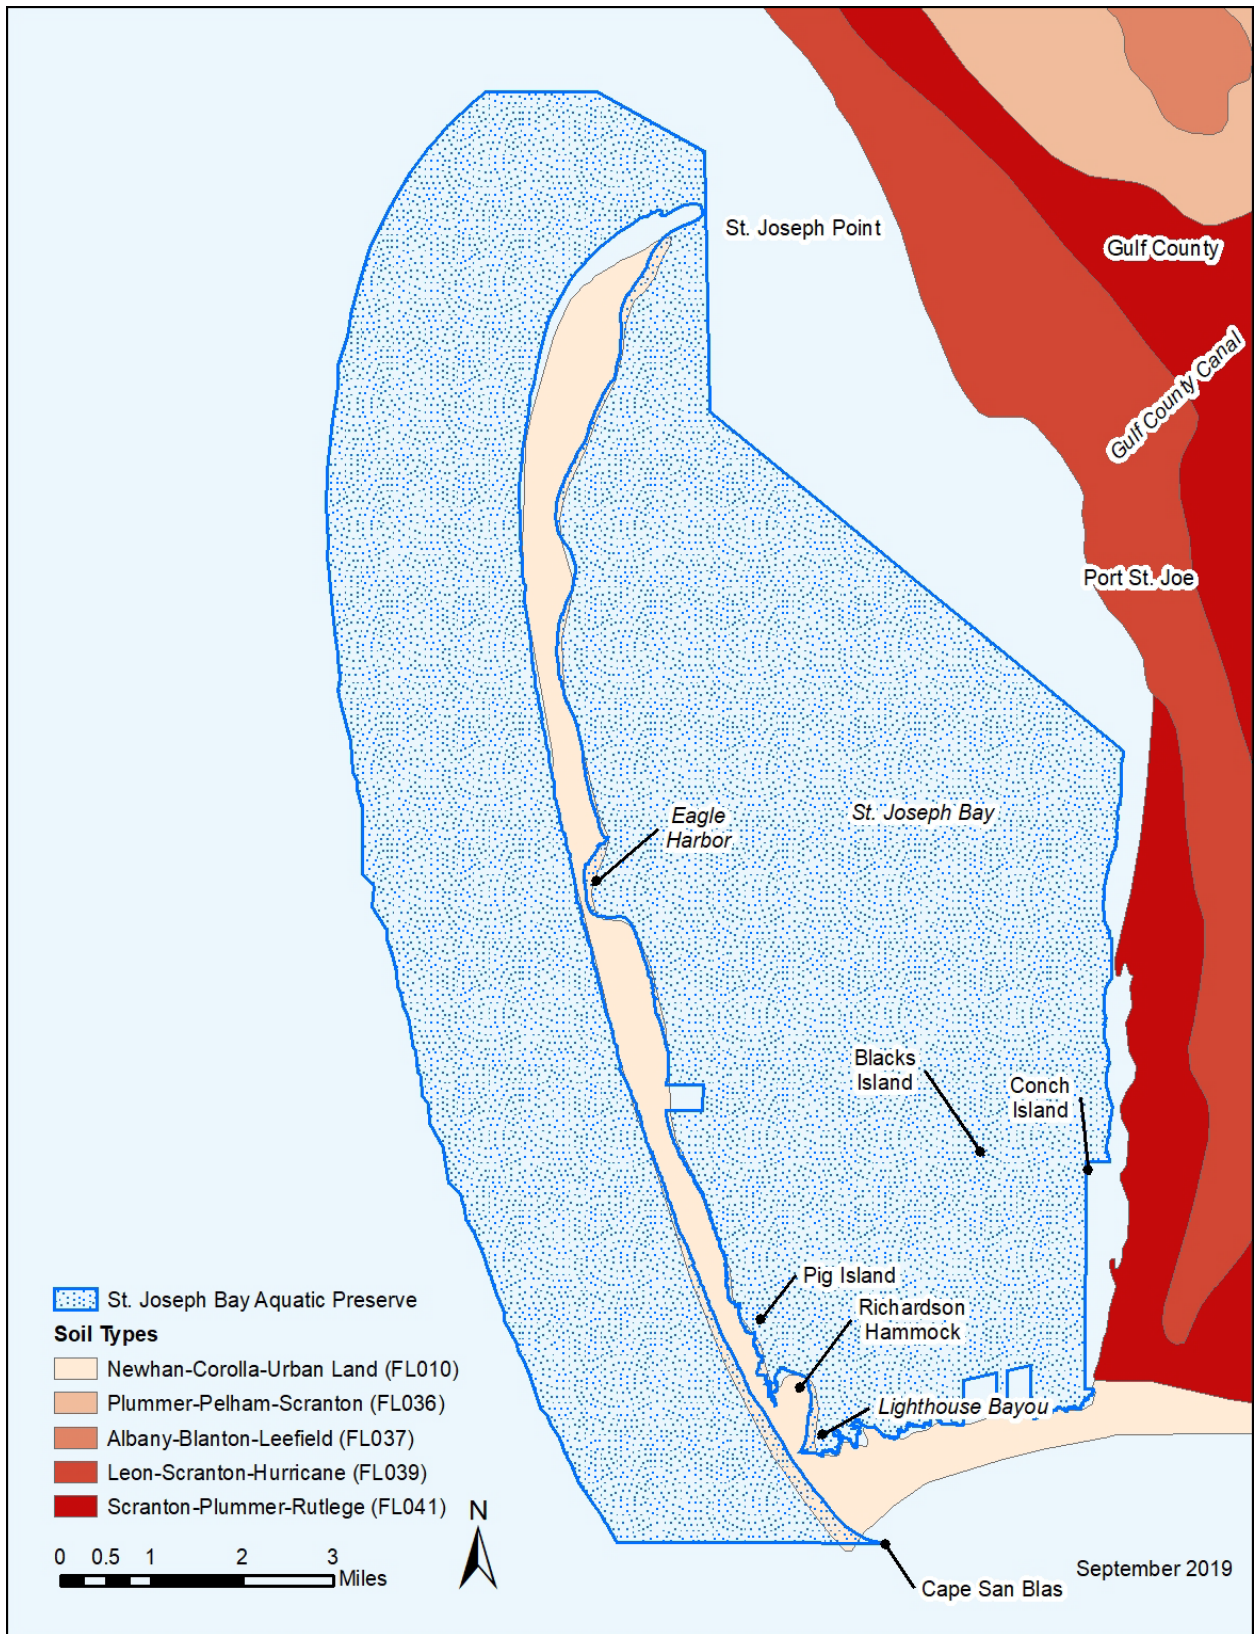 St. Joseph Point
Gulf County
Gulf County Canal
Port St. Joe
Eagle
Harbor
St. Joseph Bay
Blacks
Island
Conch
Island
Pig Island
Richardson
Hammock
Lighthouse Bayou
St. Joseph Bay Aquatic Preserve
Soil Types
Newhan-Corolla-Urban Land (FL010)
Plummer-Pelham-Scranton (FL036)
Albany-Blanton-Leefield (FL037)
Leon-Scranton-Hurricane (FL039)
Scranton-Plummer-Rutlege (FL041)
N
0 0.5 1 2 3
Miles
September 2019
Cape San Blas